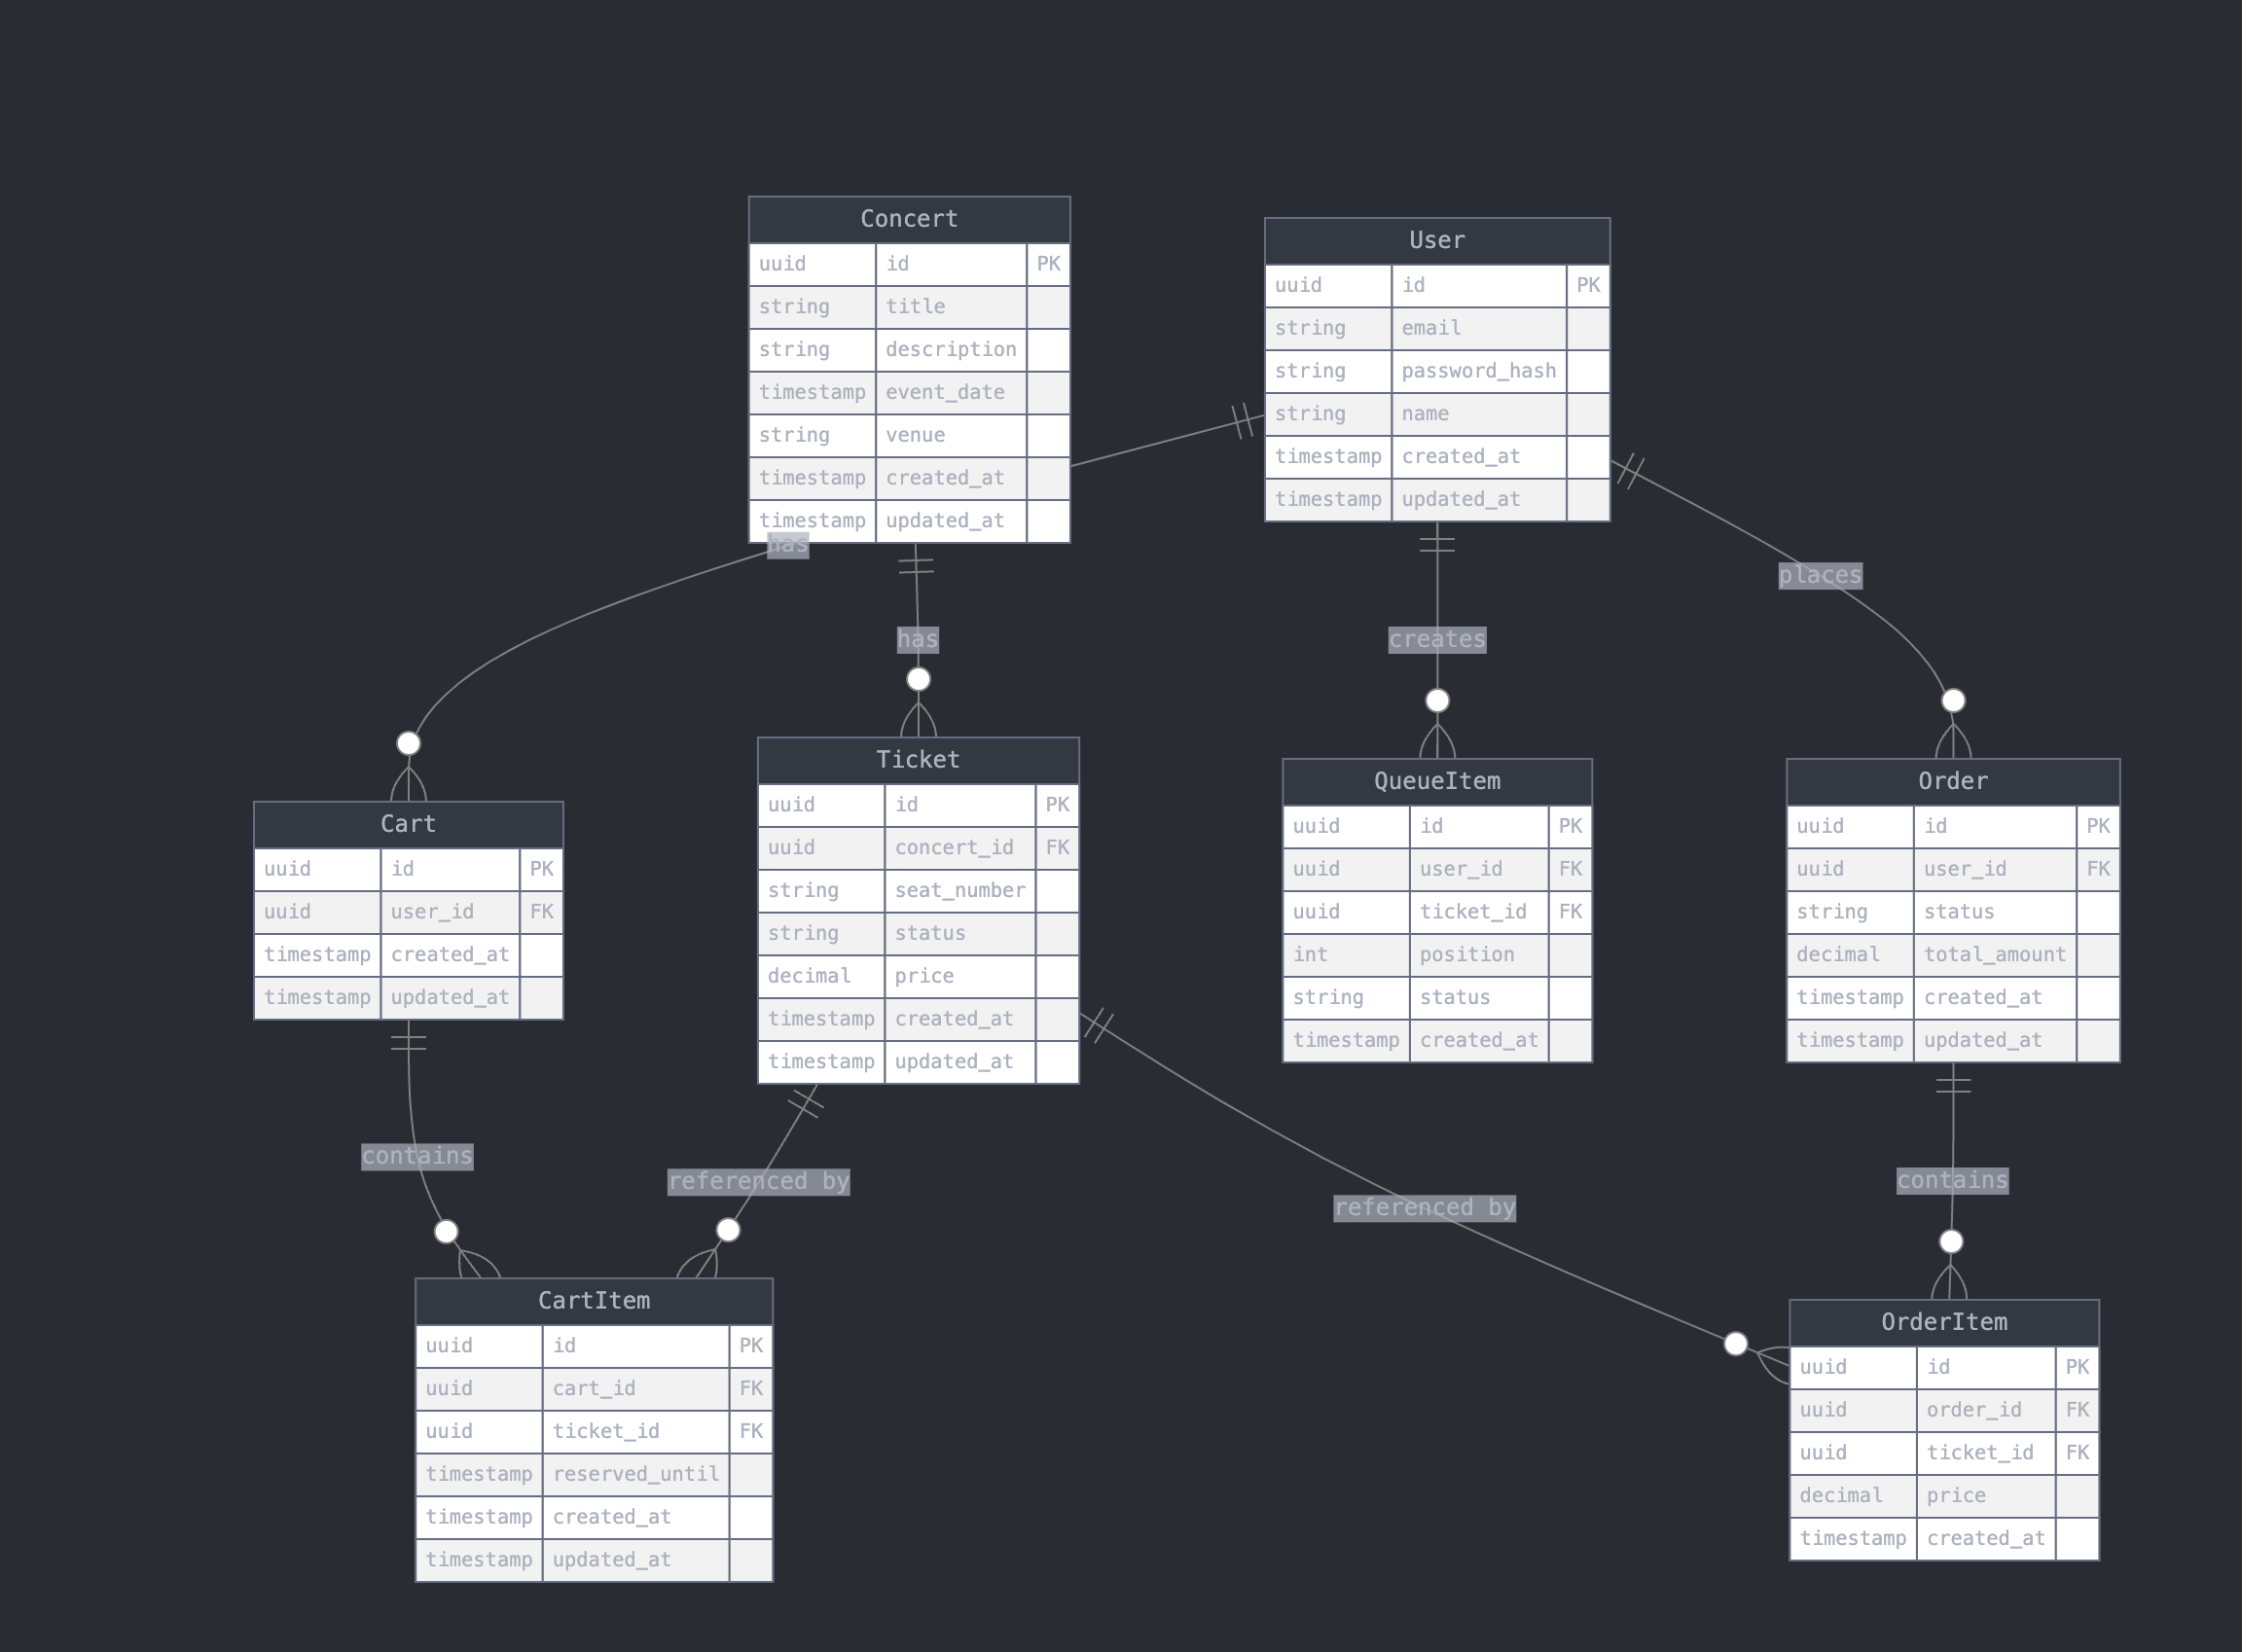 Concert
uuid id PK
string title
string description
timestamp event_date
string venue
timestamp created_at
timestamp updated_at
User
uuid id PK
string email
string password_hash
string name
timestamp created_at
timestamp updated_at
has
has
creates
places
Cart
uuid id PK
uuid user_id FK
timestamp created_at
timestamp updated_at
Ticket
uuid id PK
uuid concert_id FK
string seat_number
string status
decimal price
timestamp created_at
timestamp updated_at
QueueItem
uuid id PK
uuid user_id FK
uuid ticket_id FK
int position
string status
timestamp created_at
Order
uuid id PK
uuid user_id FK
string status
decimal total_amount
timestamp created_at
timestamp updated_at
contains
referenced by
referenced by
contains
CartItem
uuid id PK
uuid cart_id FK
uuid ticket_id FK
timestamp reserved_until
timestamp created_at
timestamp updated_at
OrderItem
uuid id PK
uuid order_id FK
uuid ticket_id FK
decimal price
timestamp created_at